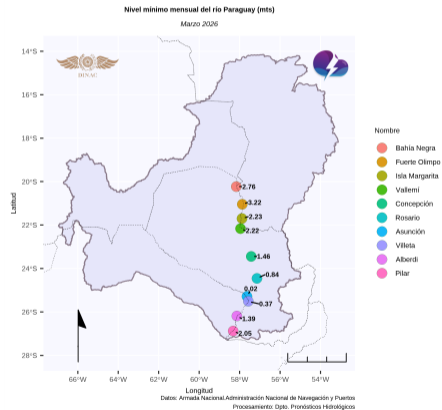 Nivel mínimo mensual del río Paraguay (mts)
Marzo 2026
DINAC
14°S
16°S
18°S
20°S
22°S
24°S
26°S
28°S
Latitud
2.76
3.22
2.23
2.22
1.46
0.84
0.02
0.37
1.39
2.05
66°W
64°W
62°W
60°W
58°W
56°W
54°W
Longitud
Nombre
Bahía Negra
Fuerte Olimpo
Isla Margarita
Vallemí
Concepción
Rosario
Asunción
Villeta
Alberdi
Pilar
Datos: Armada Nacional.Administración Nacional de Navegación y Puertos
Procesamiento: Dpto. Pronósticos Hidrológicos